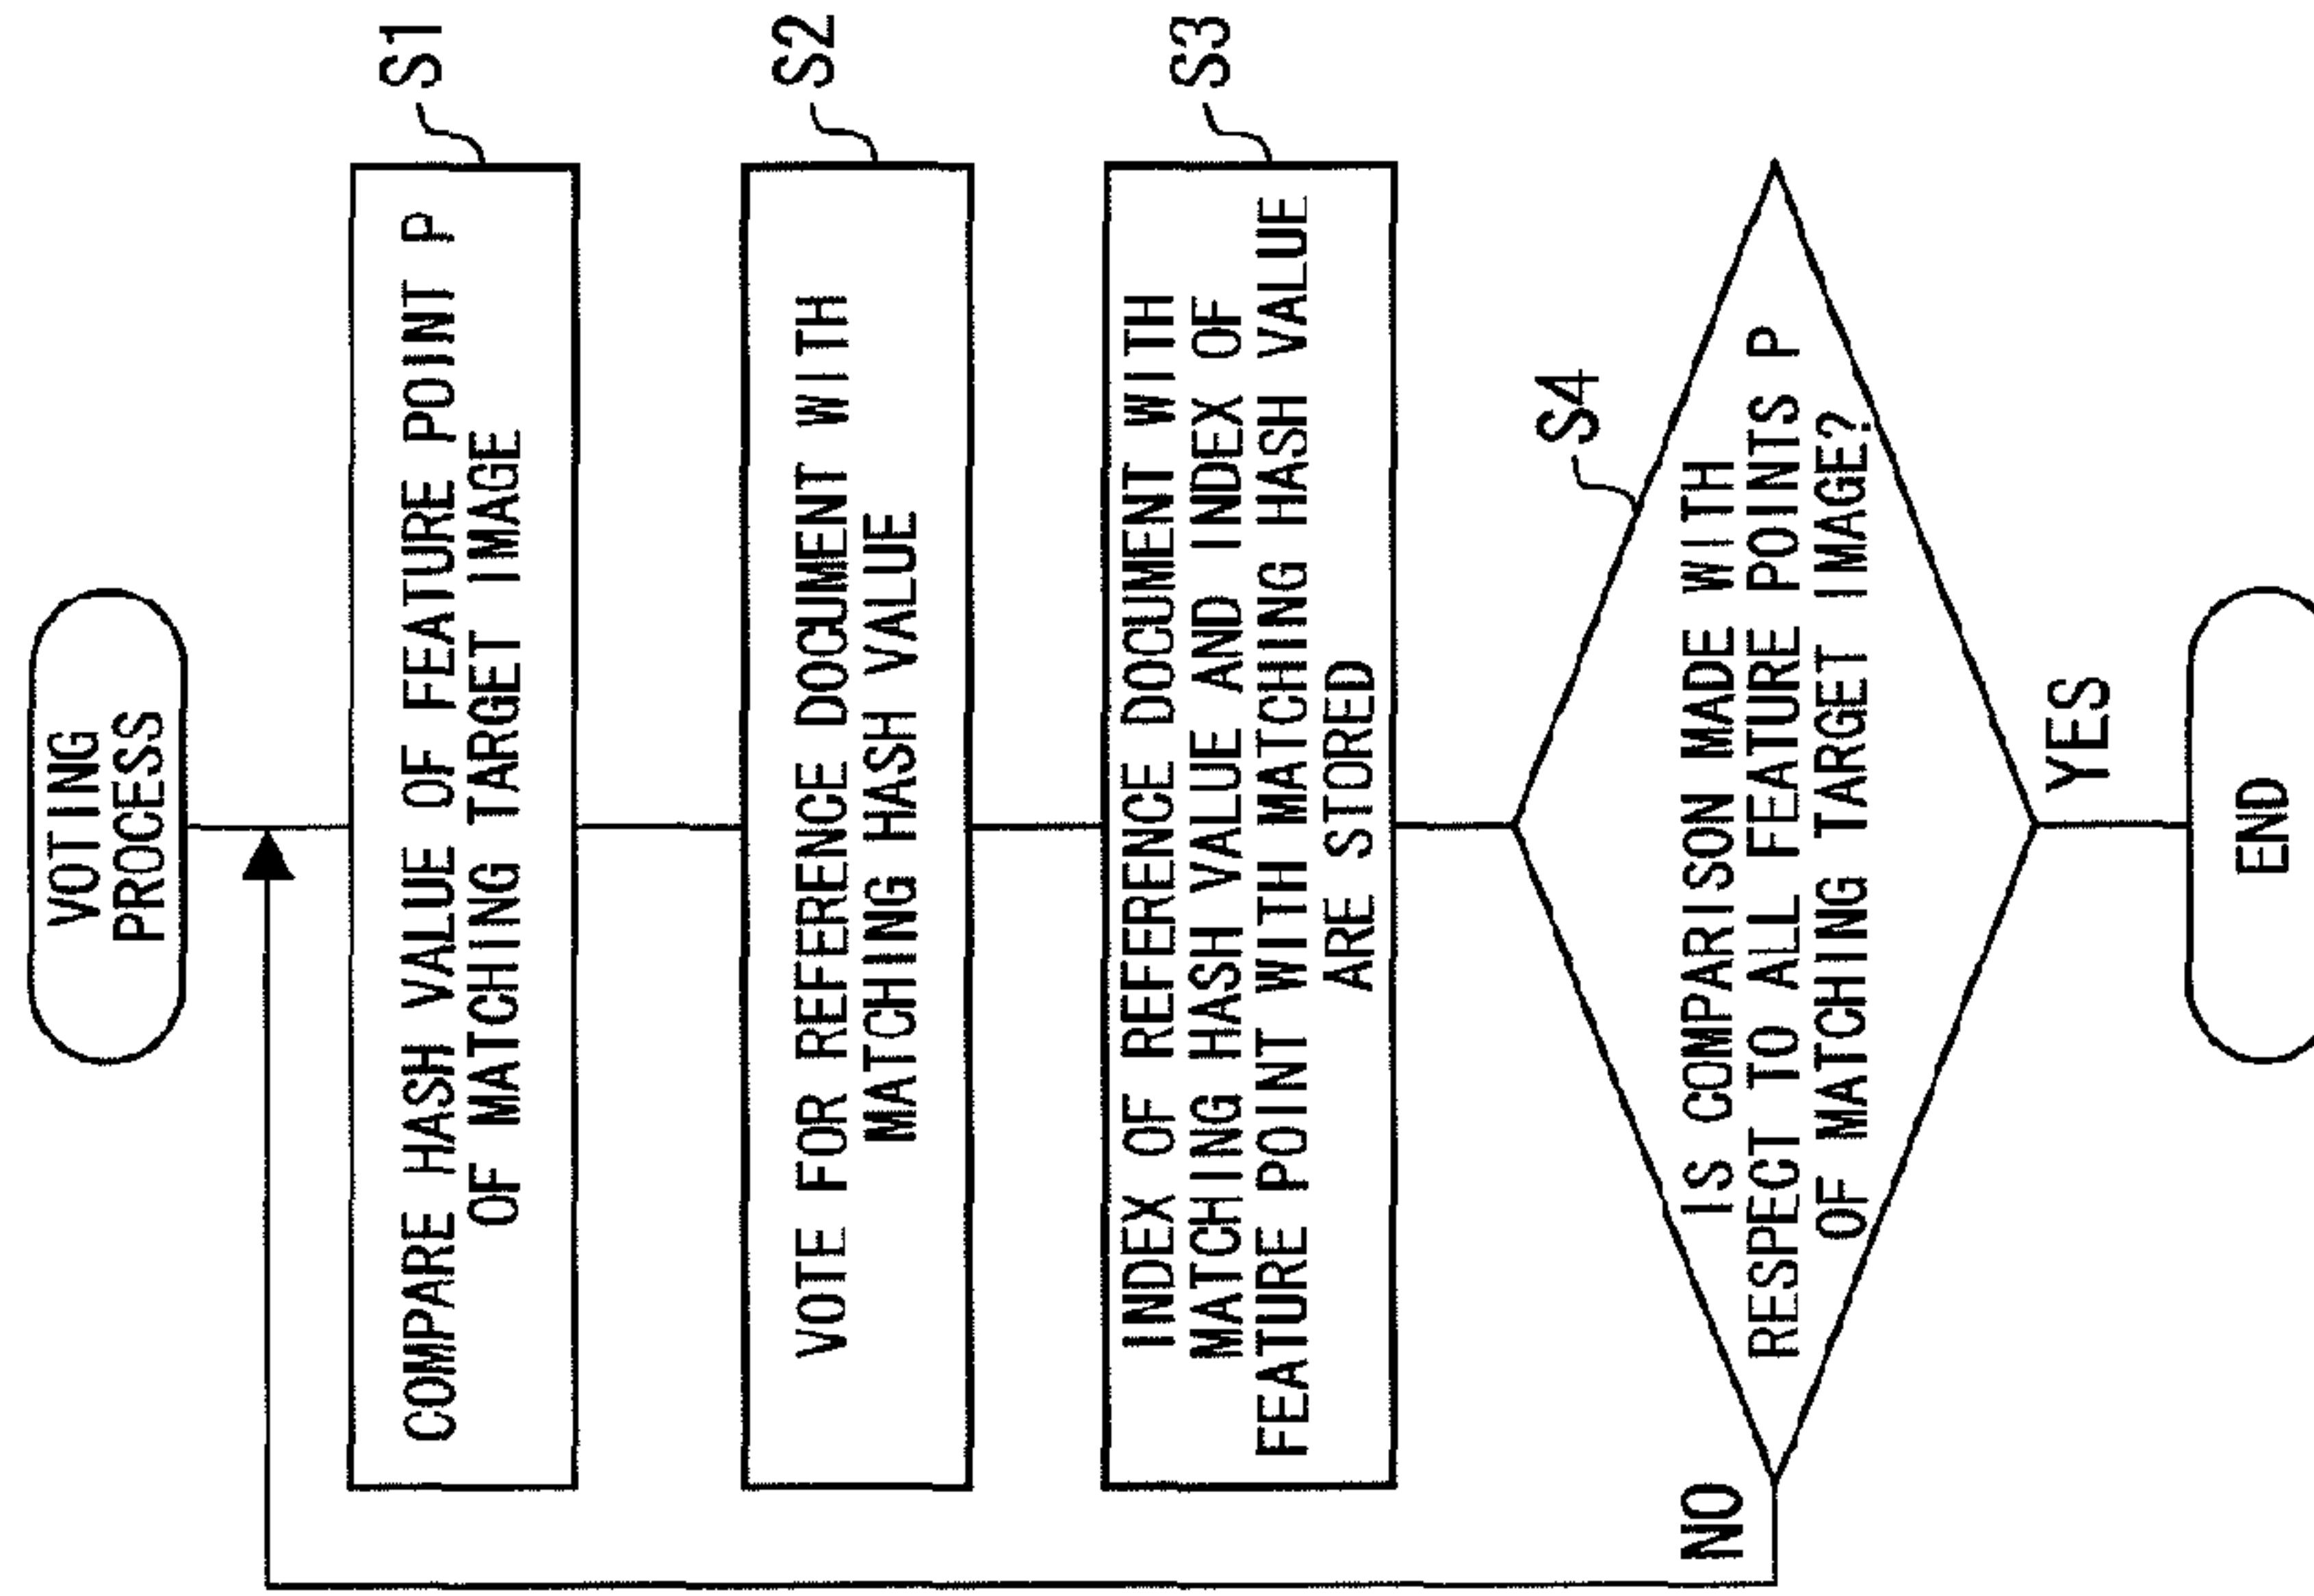 VOTING
PROCESS
S1
COMPARE HASH VALUE OF FEATURE POINT P
OF MATCHING TARGET IMAGE
S2
VOTE FOR REFERENCE DOCUMENT WITH
MATCHING HASH VALUE
S3
INDEX OF REFERENCE DOCUMENT WITH
MATCHING HASH VALUE AND INDEX OF
FEATURE POINT WITH MATCHING HASH VALUE
ARE STORED
S4
IS COMPARISON MADE WITH
RESPECT TO ALL FEATURE POINTS P
OF MATCHING TARGET IMAGE?
NO
YES
END